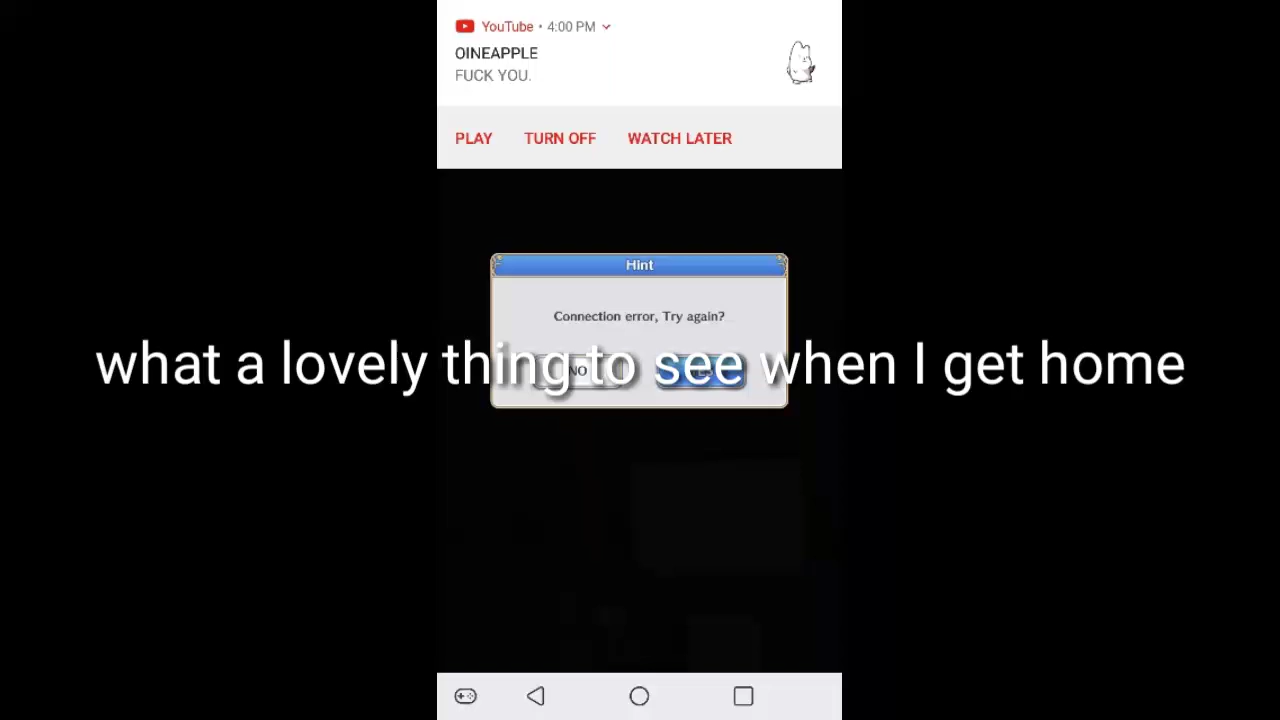 YouTube • 4:00 PM
OINEAPPLE
FUCK YOU.
PLAY TURN OFF WATCH LATER
Hint
Connection error, Try again?
NO
what a lovely thing to see when I get home